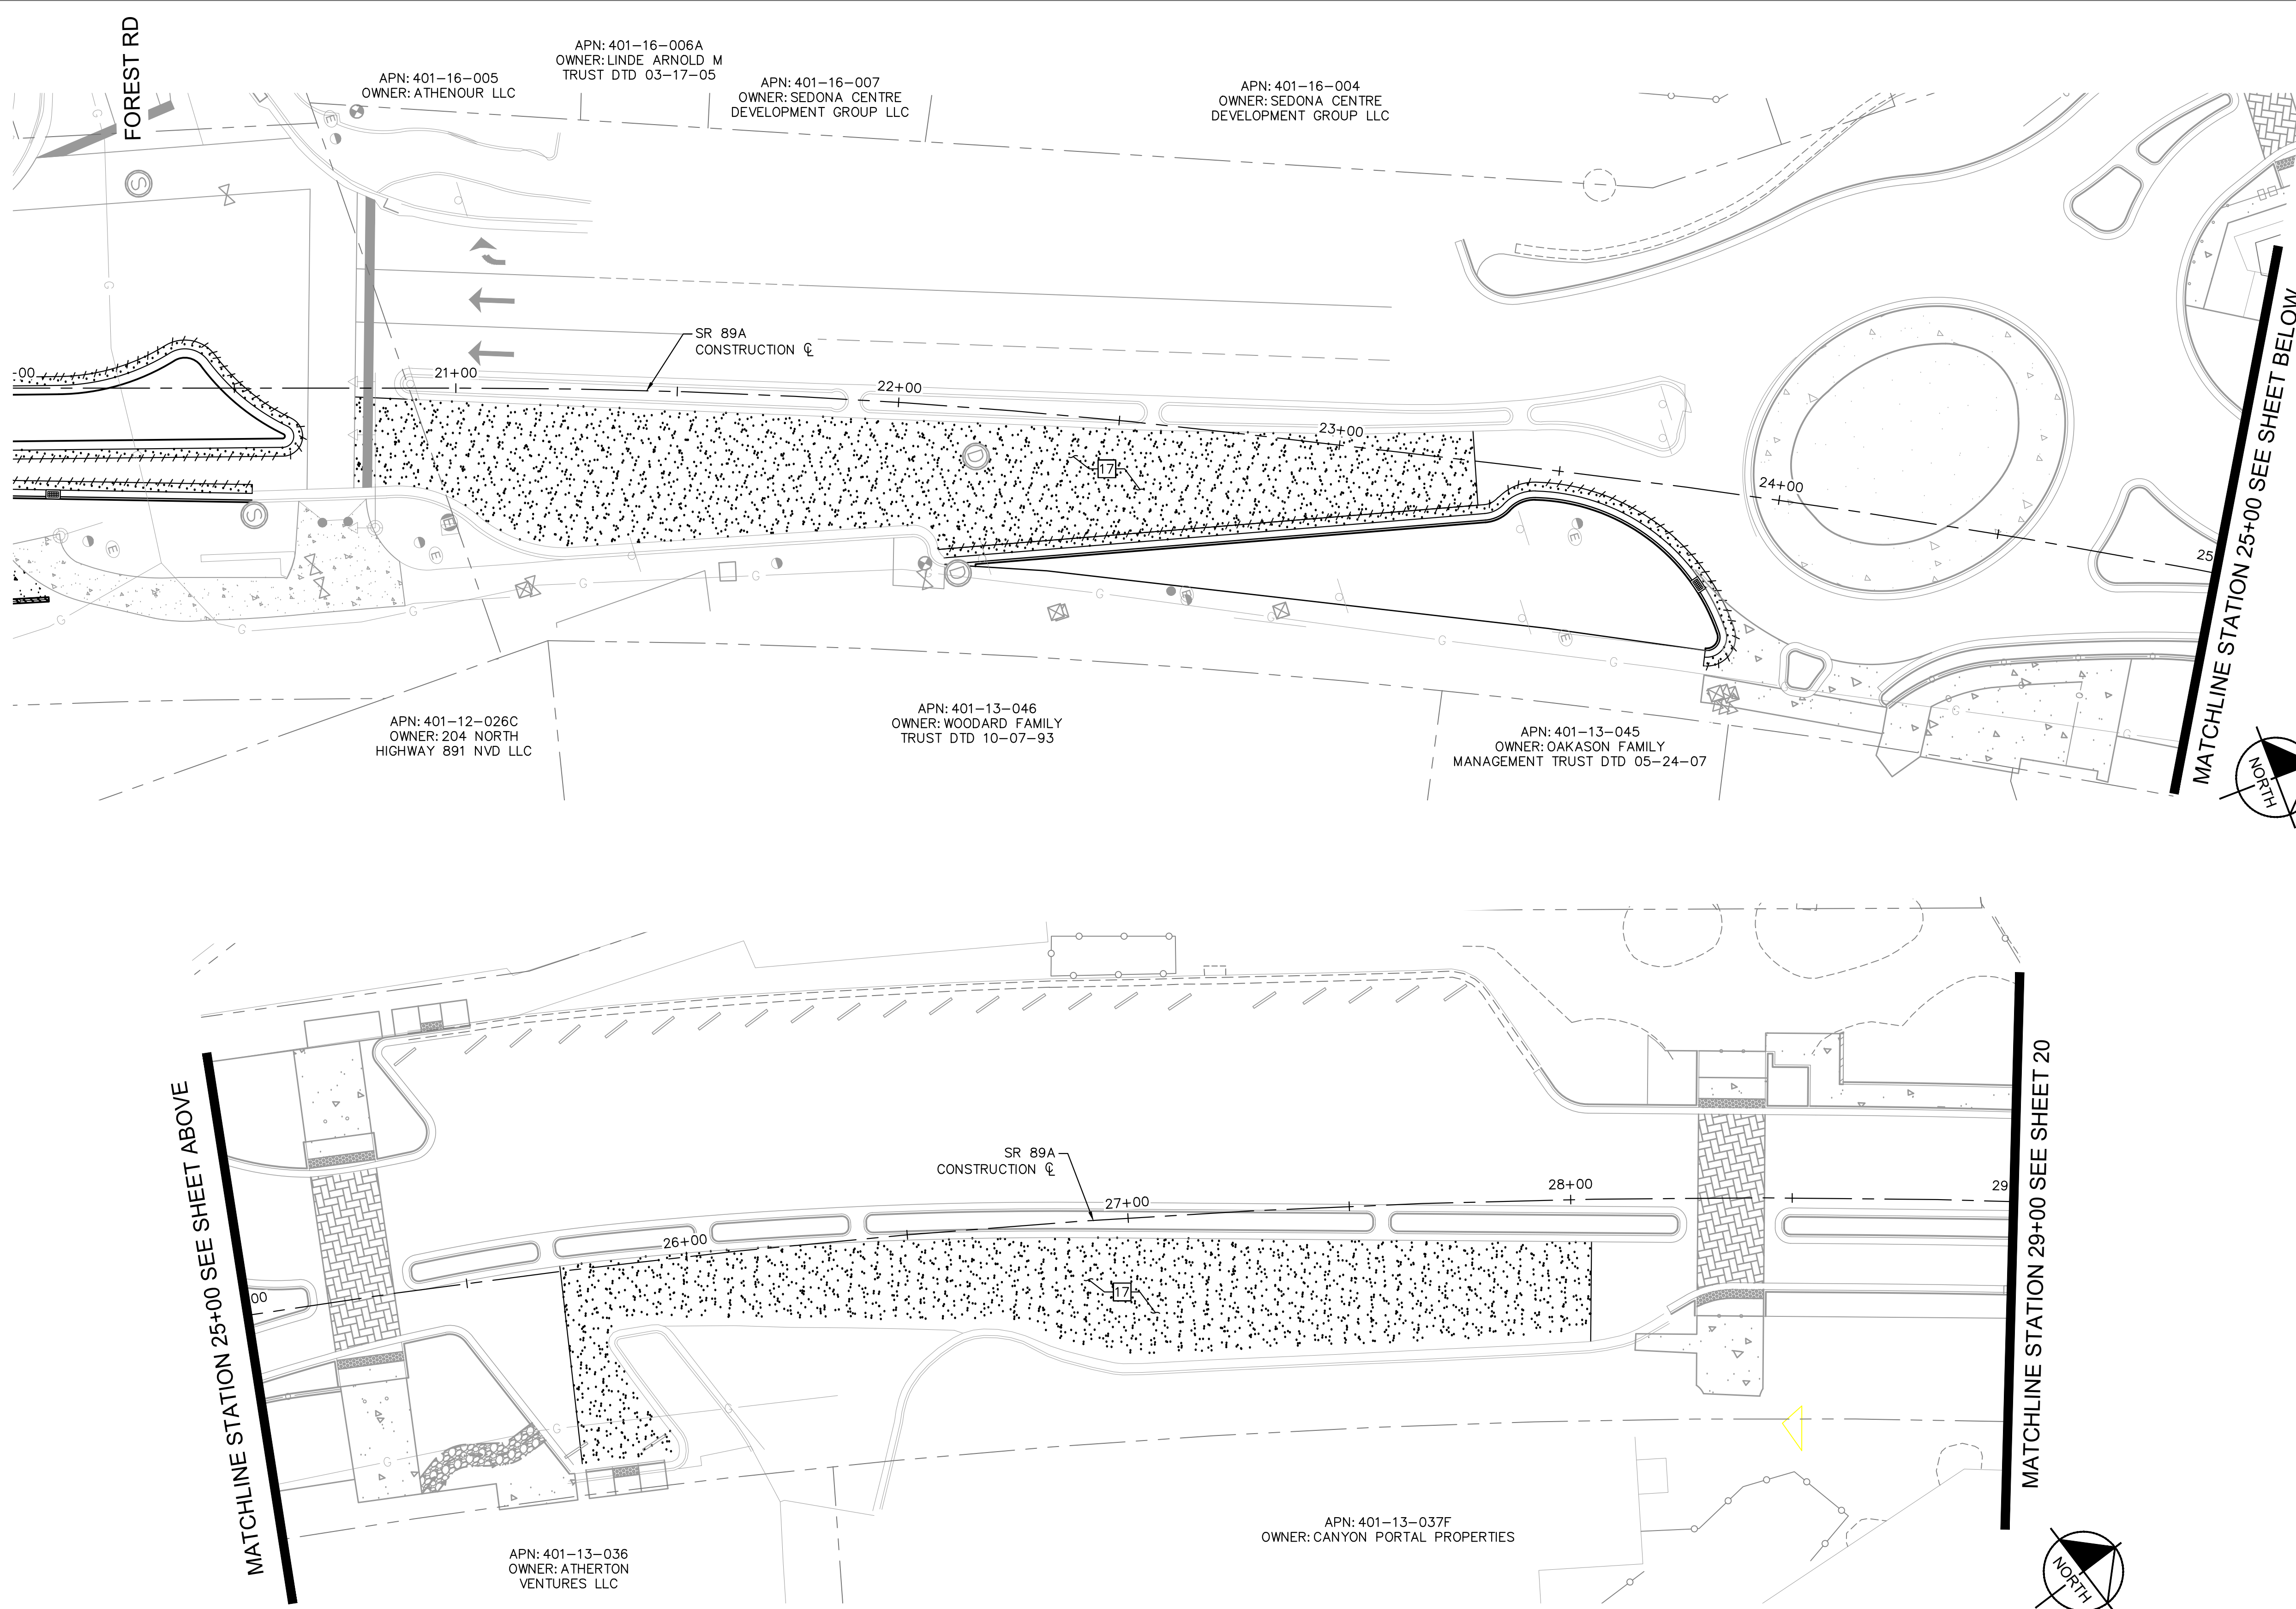 FOREST RD
APN: 401-16-005
OWNER: ATHENOUR LLC
APN: 401-16-006A
OWNER: LINDE ARNOLD M
TRUST DTD 03-17-05
APN: 401-16-007
OWNER: SEDONA CENTRE
DEVELOPMENT GROUP LLC
APN: 401-16-004
OWNER: SEDONA CENTRE
DEVELOPMENT GROUP LLC
G
E
S
G
SR 89A
CONSTRUCTION ℄
-00
21+00
22+00
23+00
24+00
25
17
D
S
E
E
D
G
G
G
G
G
E
G
G
E
E
G
G
G
G
MATCHLINE STATION 25+00 SEE SHEET BELOW
APN: 401-12-026C
OWNER: 204 NORTH
HIGHWAY 891 NVD LLC
APN: 401-13-046
OWNER: WOODARD FAMILY
TRUST DTD 10-07-93
APN: 401-13-045
OWNER: OAKASON FAMILY
MANAGEMENT TRUST DTD 05-24-07
NORTH
MATCHLINE STATION 25+00 SEE SHEET ABOVE
SR 89A
CONSTRUCTION ℄
00
26+00
27+00
28+00
29
17
G
G
G
MATCHLINE STATION 29+00 SEE SHEET 20
APN: 401-13-036
OWNER: ATHERTON
VENTURES LLC
APN: 401-13-037F
OWNER: CANYON PORTAL PROPERTIES
NORTH